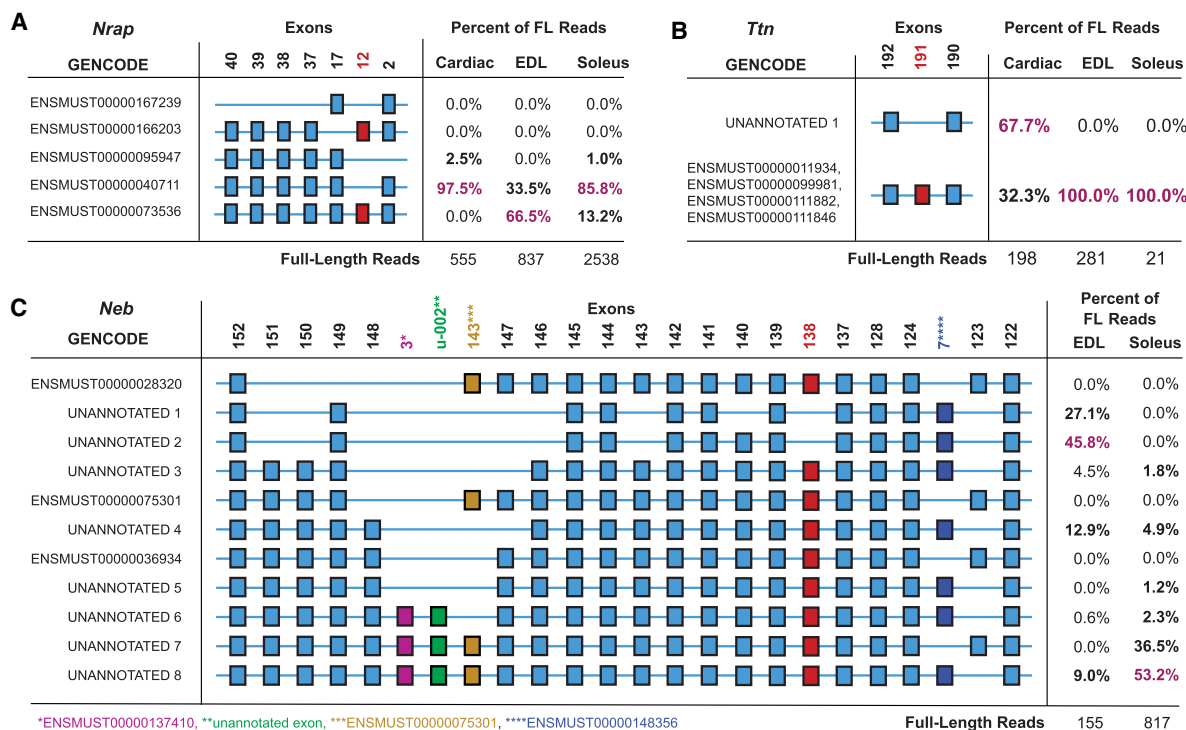 A
Nrap
Exons
Percent of FL Reads
GENCODE
40 39 38 37 17 12 2
Cardiac EDL Soleus
ENSMUST00000167239 0.0% 0.0% 0.0%
ENSMUST00000166203 0.0% 0.0% 0.0%
ENSMUST00000095947 2.5% 0.0% 1.0%
ENSMUST00000040711 97.5% 33.5% 85.8%
ENSMUST00000073536 0.0% 66.5% 13.2%
Full-Length Reads 555 837 2538
B
Ttn
Exons
Percent of FL Reads
GENCODE
192 191 190
Cardiac EDL Soleus
UNANNOTATED 1 67.7% 0.0% 0.0%
ENSMUST00000011934,
ENSMUST00000099981,
ENSMUST00000111882,
ENSMUST00000111846
32.3% 100.0% 100.0%
Full-Length Reads 198 281 21
C
Neb
Exons
Percent of
FL Reads
GENCODE
152 151 150 149 148 3* u-002** 143*** 147 146 145 144 143 142 141 140 139 138 137 128 124 7**** 123 122
EDL Soleus
ENSMUST00000028320 0.0% 0.0%
UNANNOTATED 1 27.1% 0.0%
UNANNOTATED 2 45.8% 0.0%
UNANNOTATED 3 4.5% 1.8%
ENSMUST00000075301 0.0% 0.0%
UNANNOTATED 4 12.9% 4.9%
ENSMUST00000036934 0.0% 0.0%
UNANNOTATED 5 0.0% 1.2%
UNANNOTATED 6 0.6% 2.3%
UNANNOTATED 7 0.0% 36.5%
UNANNOTATED 8 9.0% 53.2%
*ENSMUST00000137410, **unannotated exon, ***ENSMUST00000075301, ****ENSMUST00000148356
Full-Length Reads 155 817